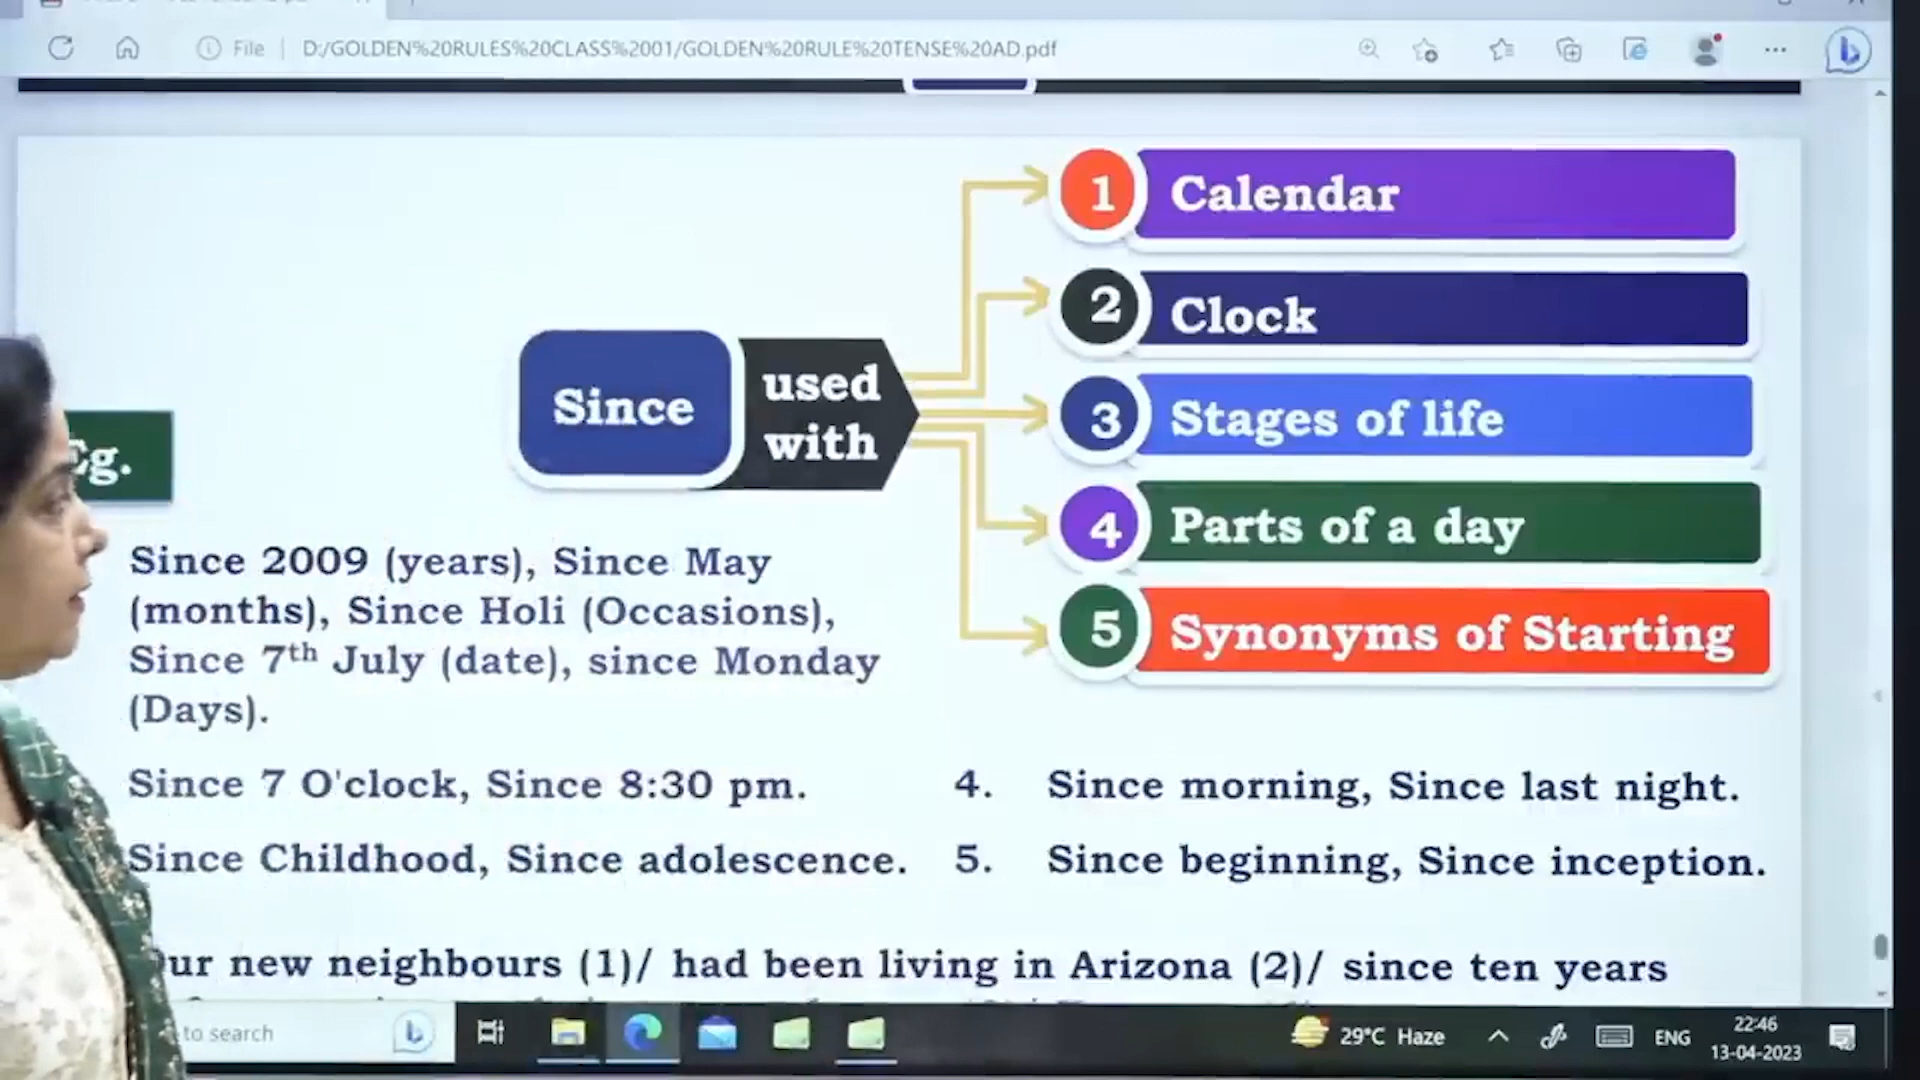 File
D:/GOLDEN%20RULES%20CLASS%2001/GOLDEN%20RULE%20TENSE%20AD.pdf
1 Calendar
2 Clock
Since used with
3 Stages of life
4 Parts of a day
5 Synonyms of Starting
Eg.
Since 2009 (years), Since May
(months), Since Holi (Occasions),
Since 7th July (date), since Monday
(Days).
Since 7 O'clock, Since 8:30 pm.
4. Since morning, Since last night.
Since Childhood, Since adolescence.
5. Since beginning, Since inception.
ur new neighbours (1)/ had been living in Arizona (2)/ since ten years
to search
29°C Haze
ENG
22:46
13-04-2023